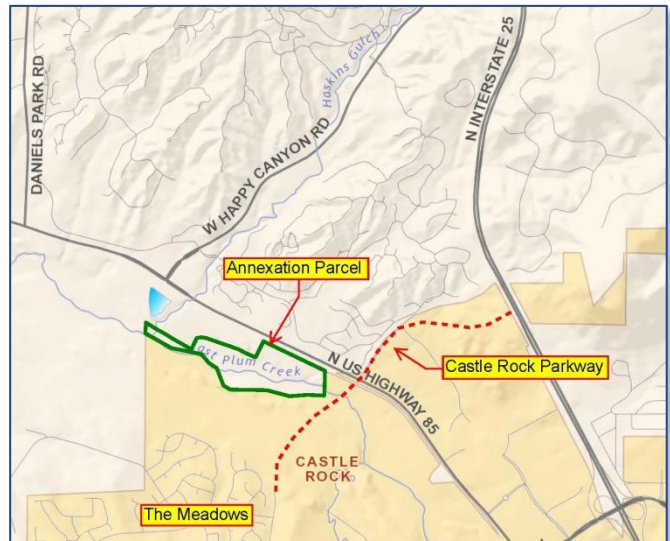 DANIELS PARK RD
Haskins Gulch
N INTERSTATE 25
W HAPPY CANYON RD
Annexation Parcel
East Plum Creek
N US HIGHWAY 85
Castle Rock Parkway
CASTLE
ROCK
The Meadows